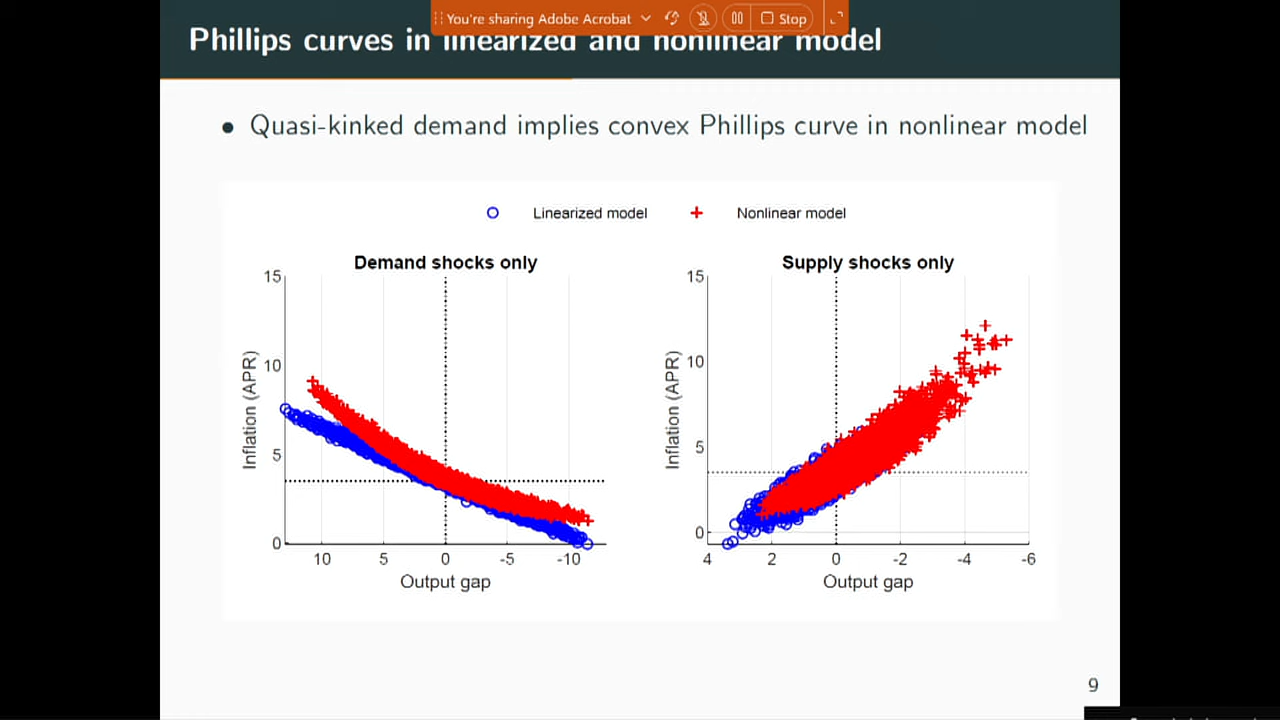 You're sharing Adobe Acrobat
Stop
Phillips curves in linearized and nonlinear model
• Quasi-kinked demand implies convex Phillips curve in nonlinear model
Linearized model
Nonlinear model
Demand shocks only
15
10
5
0
Inflation (APR)
10 5 0 -5 -10
Output gap
Supply shocks only
15
10
5
0
Inflation (APR)
4 2 0 -2 -4 -6
Output gap
9